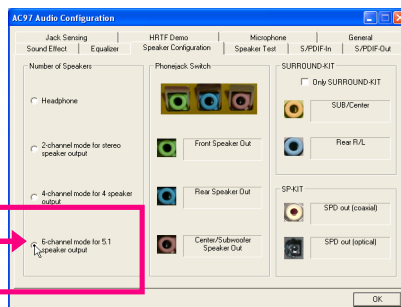 AC97 Audio Configuration
Jack Sensing
HRTF Demo
Microphone
General
Sound Effect
Equalizer
Speaker Configuration
Speaker Test
S/PDIF-In
S/PDIF-Out
Number of Speakers
Headphone
2-channel mode for stereo
speaker output
4-channel mode for 4 speaker
output
6-channel mode for 5.1
speaker output
Phonejack Switch
Front Speaker Out
Rear Speaker Out
Center/Subwoofer
Speaker Out
SURROUND-KIT
Only SURROUND-KIT
SUB/Center
Rear R/L
SP-KIT
SPD out (coaxial)
SPD out (optical)
OK